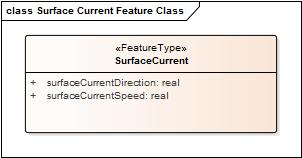 class Surface Current Feature Class
«FeatureType»
SurfaceCurrent
+ surfaceCurrentDirection: real
+ surfaceCurrentSpeed: real